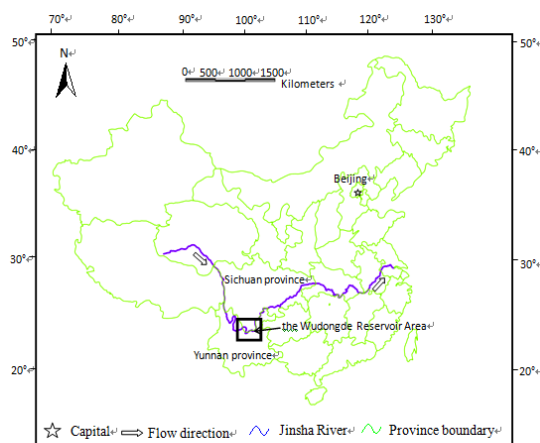 70° 80° 90° 100° 110° 120° 130°
50° 50°
N
0 500 1000 1500
Kilometers
40° 40°
Beijing
30° 30°
Sichuan province
the Wudongde Reservoir Area
Yunnan province
20° 20°
Capital Flow direction Jinsha River Province boundary